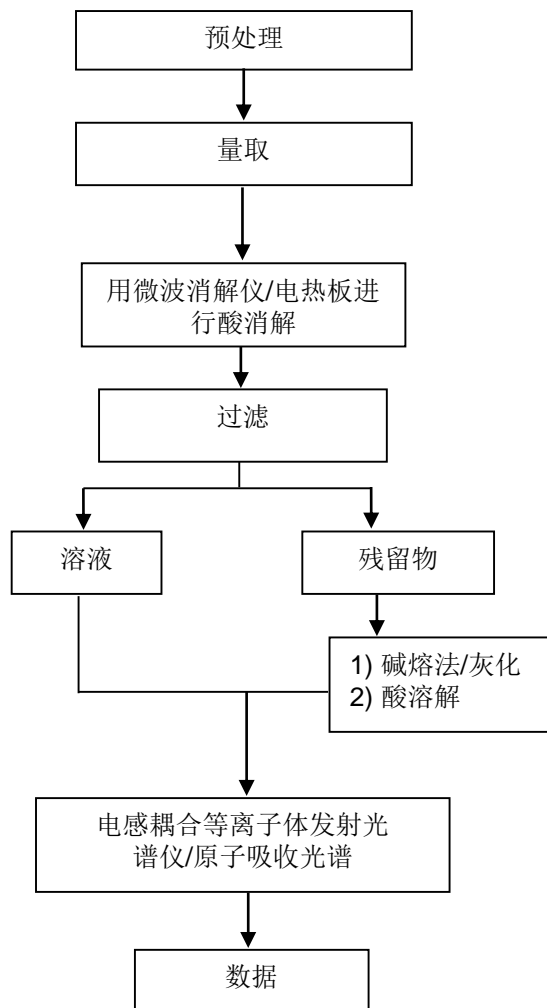 预处理
量取
用微波消解仪/电热板进
行酸消解
过滤
溶液
残留物
1) 碱熔法/灰化
2) 酸溶解
电感耦合等离子体发射光
谱仪/原子吸收光谱
数据